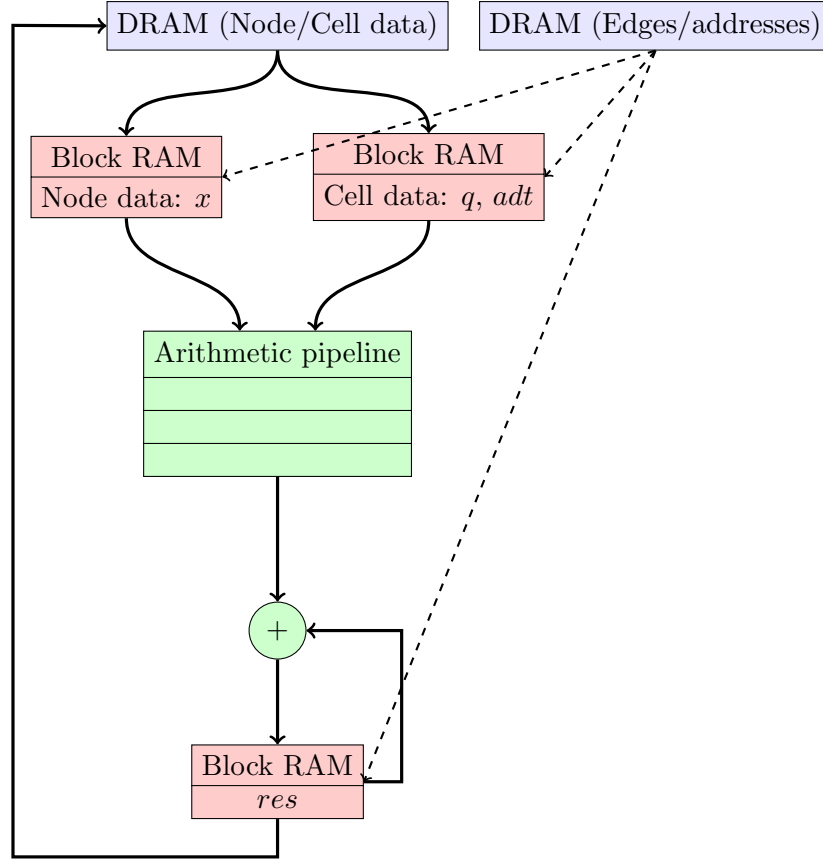 DRAM (Node/Cell data)
DRAM (Edges/addresses)
Block RAM
Node data: x
Block RAM
Cell data: q, adt
Arithmetic pipeline
+
Block RAM
res